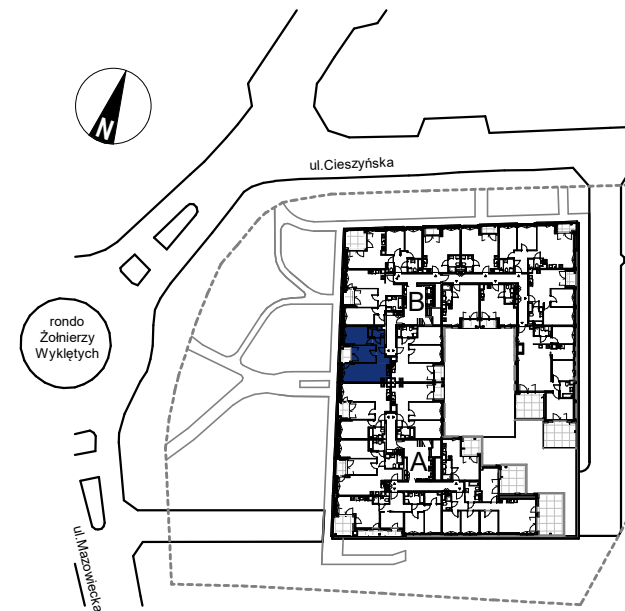 N
ul.Cieszyńska
B
rondo
Żołnierzy
Wyklętych
A
ul.Mazowiecka